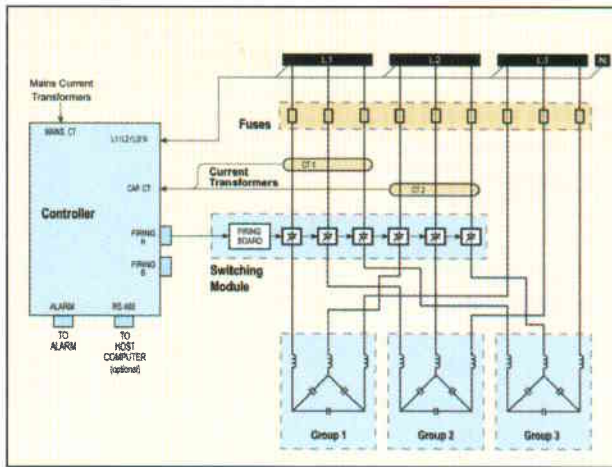 L1
L2
L3
N
Mains Current
Transformers
MAINS. CT
L1/L2/L3/N
Fuses
CT 1
Current
Transformers
CAP. CT
CT 2
Controller
FIRING
A
FIRING
BOARD
FIRING
B
Switching
Module
ALARM
RS 485
TO
ALARM
TO
HOST
COMPUTER
(optional)
Group 1
Group 2
Group 3